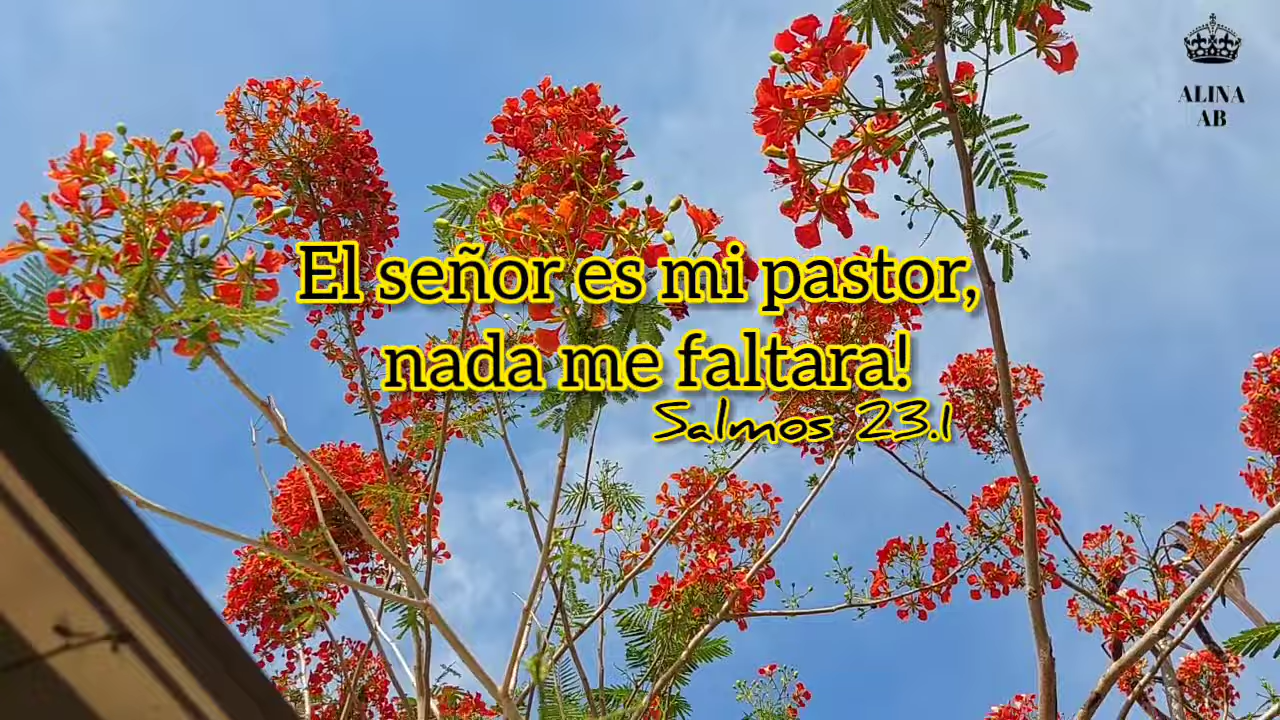 ALINA
AB
El señor es mi pastor,
nada me faltara!
Salmos 23.1